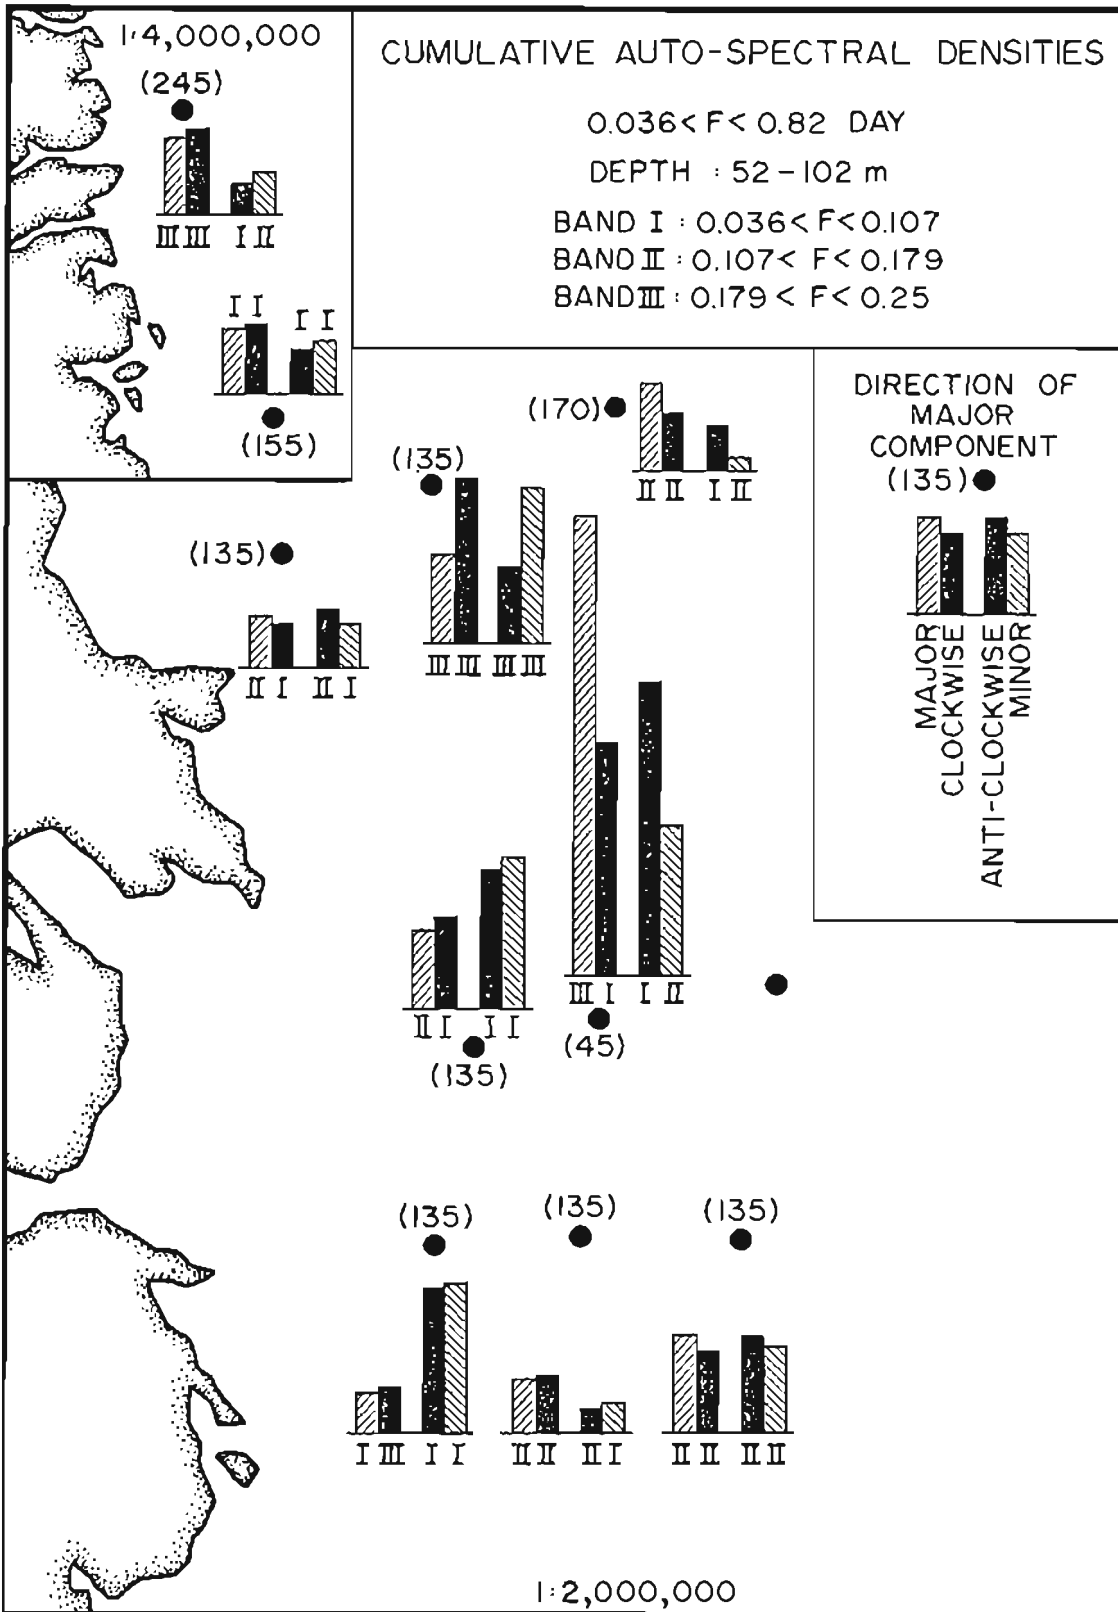 1:4,000,000
(245)
III III I II
I I I I
(155)
CUMULATIVE AUTO-SPECTRAL DENSITIES
0.036< F< 0.82 DAY
DEPTH : 52-102 m
BAND I : 0.036< F<0.107
BAND II : 0.107< F<0.179
BAND III : 0.179< F<0.25
DIRECTION OF
MAJOR
COMPONENT
(135)
MAJOR
CLOCKWISE
ANTI-CLOCKWISE
MINOR
(170)
II II I II
(135)
III III III III
(135)
II I II I
III I I II
(45)
II I I I
(135)
(135)
I III I I
(135)
II II II I
(135)
II II II II
1:2,000,000